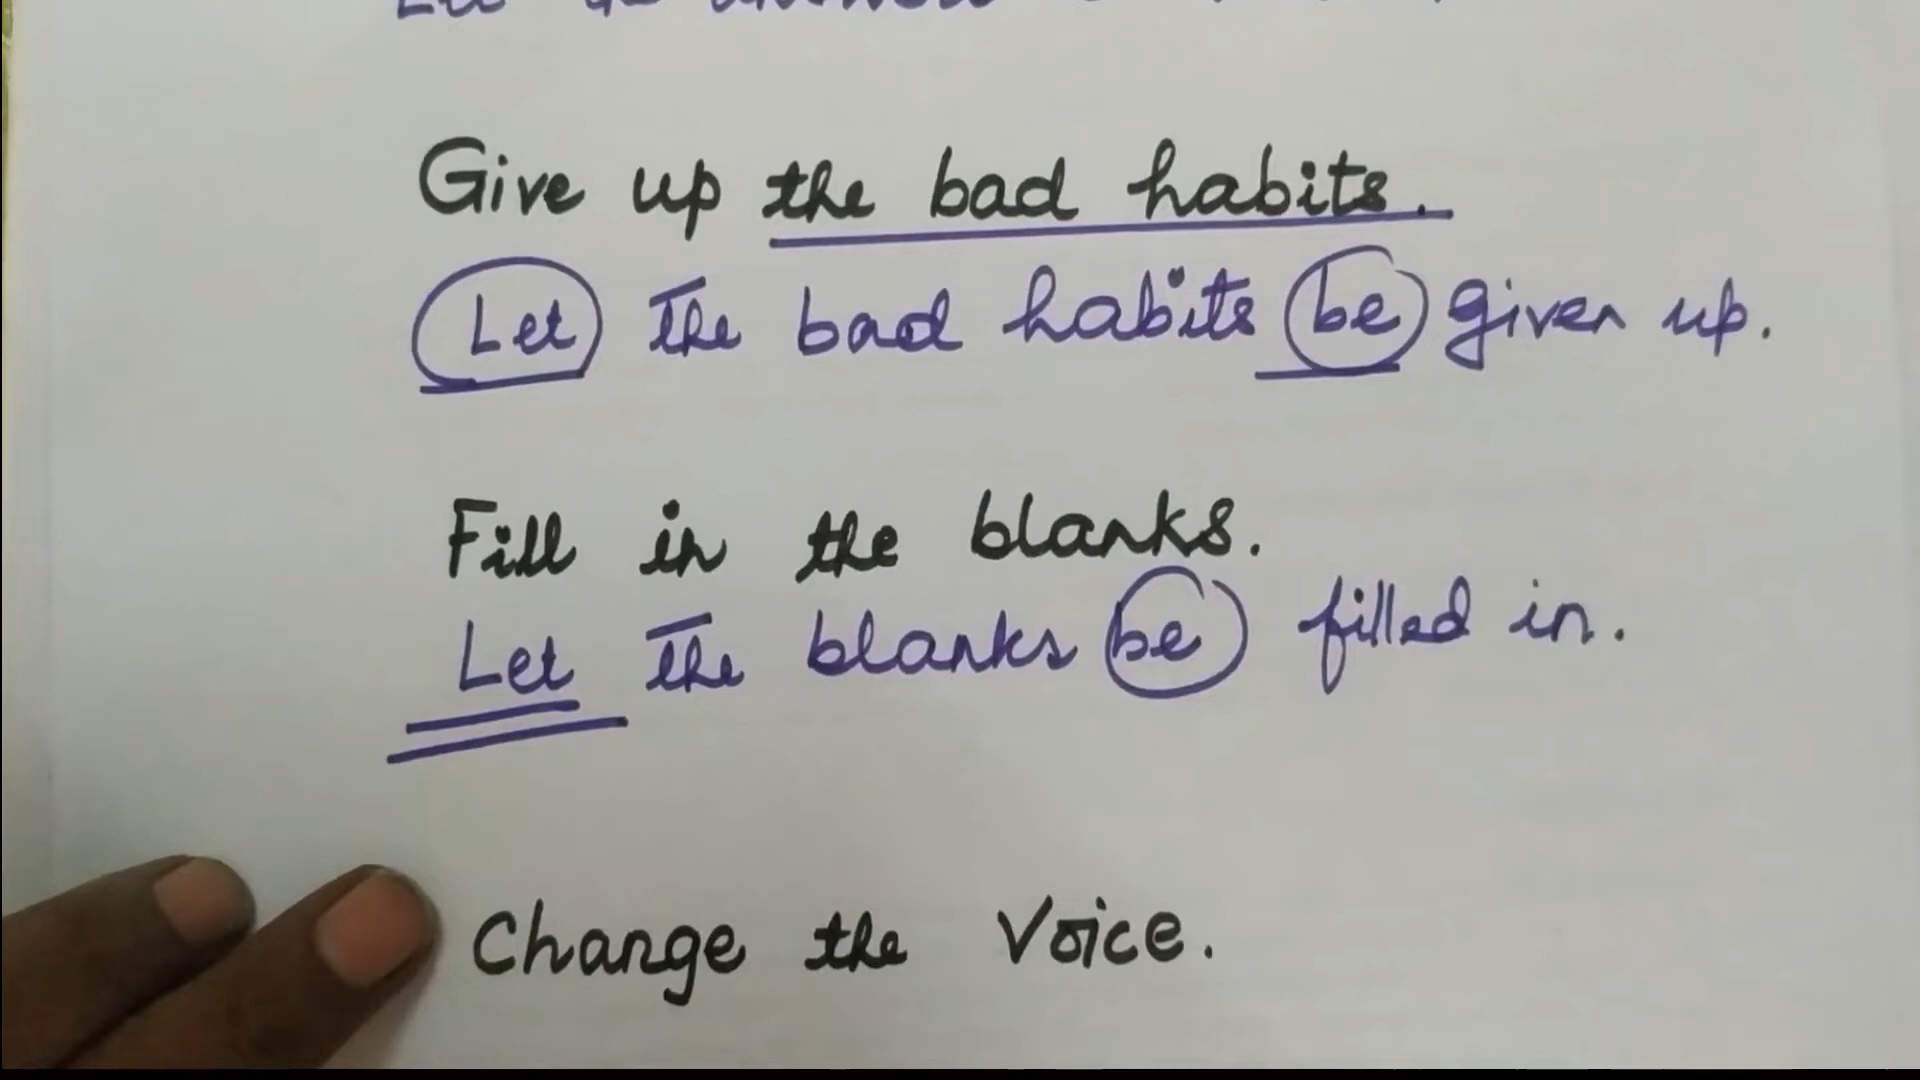 Give up the bad habits.
Let the bad habits be given up.
Fill in the blanks.
Let the blanks be filled in.
Change the Voice.